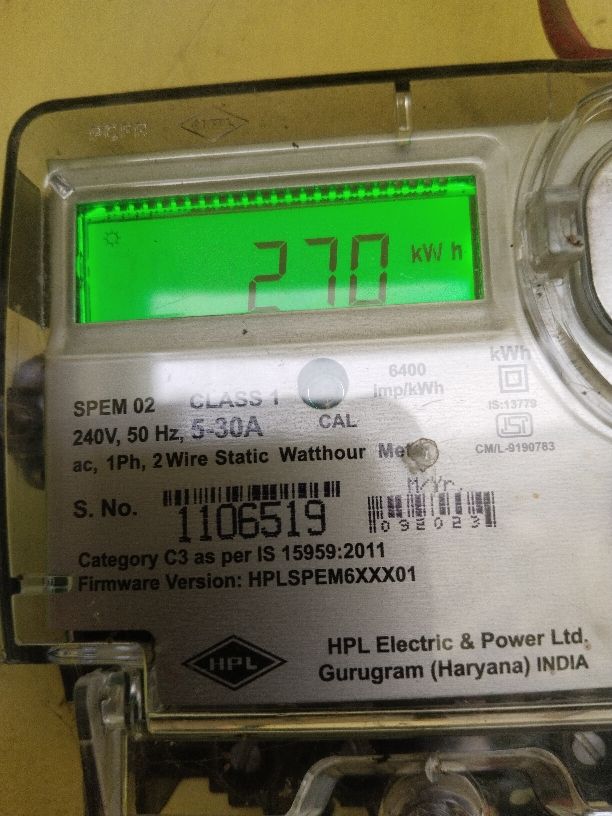 270 kWh
SPEM 02 CLASS 1
6400
imp/kWh
kWh
IS:13779
CM/L-9190783
240V, 50 Hz, 5-30A
CAL
ac, 1Ph, 2 Wire Static Watthour
M/Yr.
S. No.
1106519
092023
Category C3 as per IS 15959:2011
Firmware Version: HPLSPEM6XXX01
HPL
HPL Electric & Power Ltd.
Gurugram (Haryana) INDIA